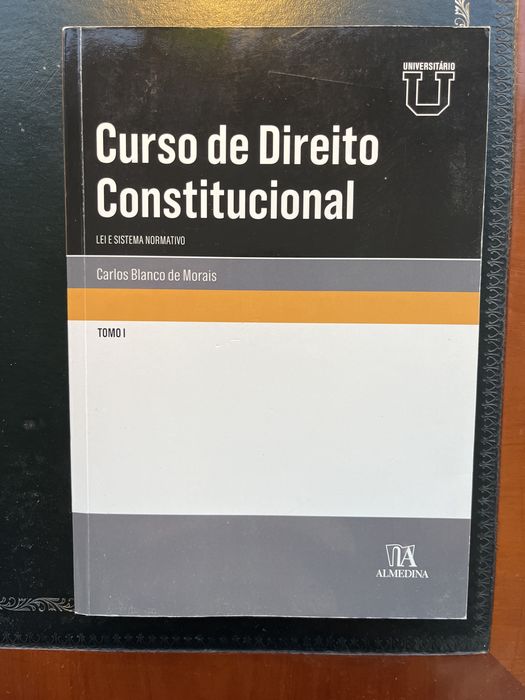 UNIVERSITÁRIO
U
Curso de Direito
Constitucional
LEI E SISTEMA NORMATIVO
Carlos Blanco de Morais
TOMO I
ALMEDINA